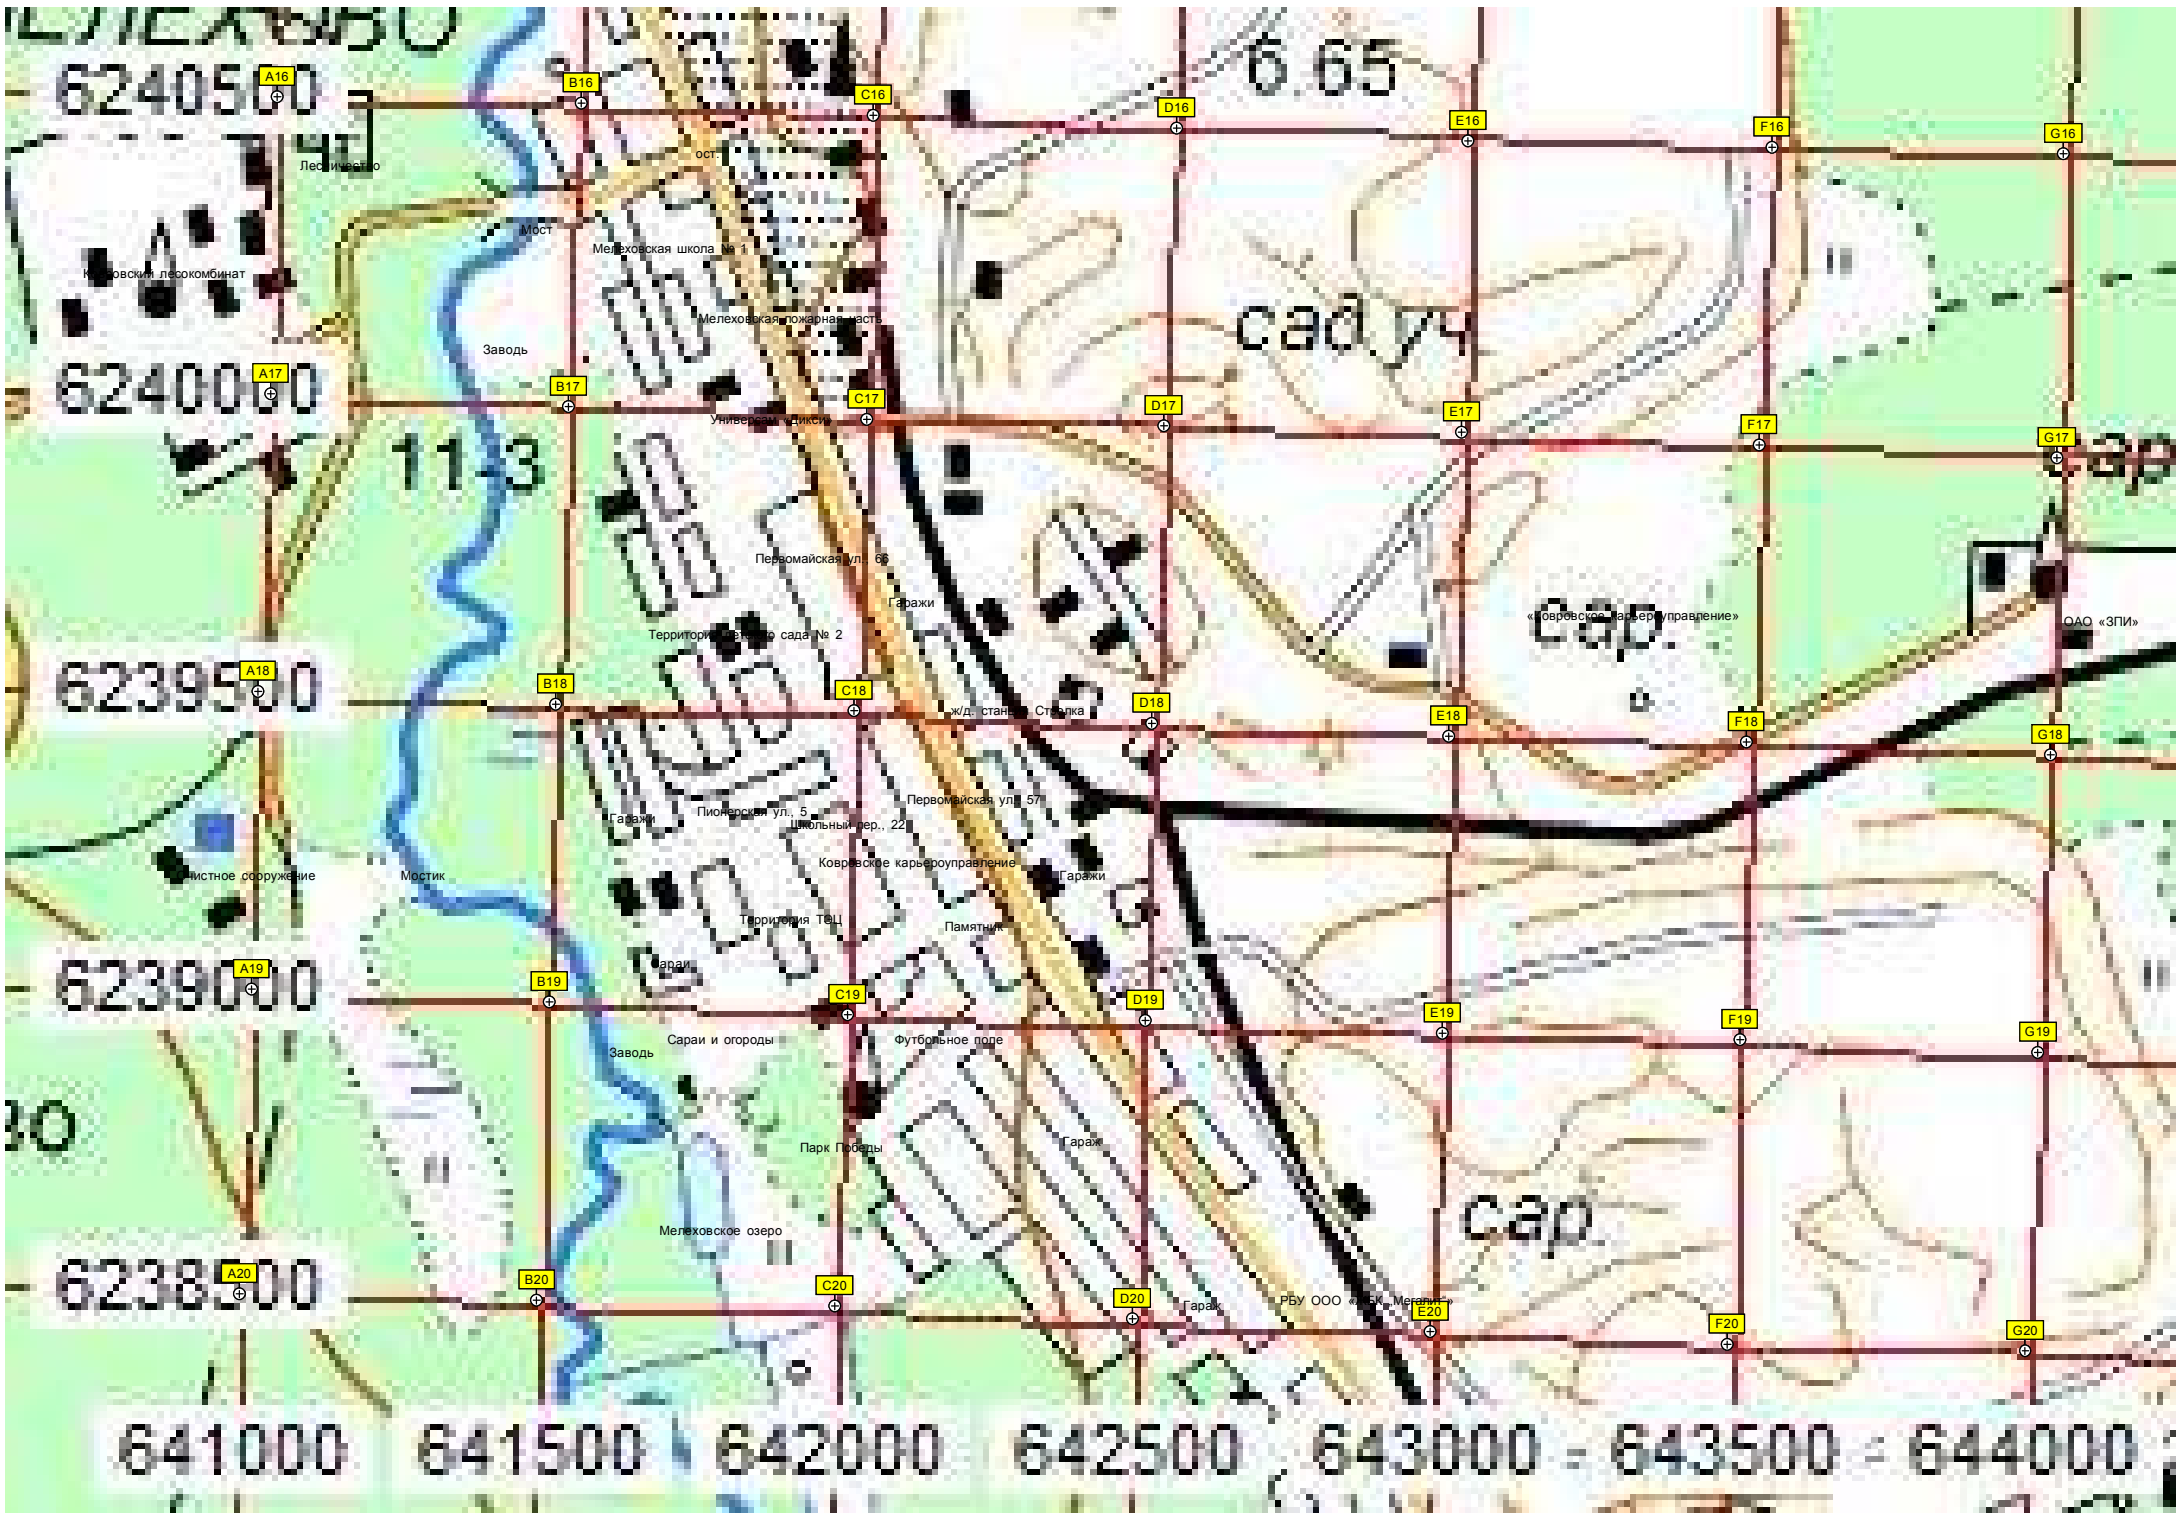 6.65
A16
B16
C16
D16
E16
F16
G16
6240500
ост.
Лесничество
Мост
Мелеховская школа № 1
Ковровский лесокомбинат
Мелеховская пожарная часть
сад.уч
Заводь
A17
B17
C17
D17
E17
F17
G17
6240000
Универсам «Дикси»
11-3
сар
Первомайская ул., 66
Гаражи
«Ковровское карьероуправление»
сар.
ОАО «ЗПИ»
Территория детского сада № 2
A18
B18
C18
D18
E18
F18
G18
6239500
ж/д. станция Стрелка
Первомайская ул., 57
Пионерская ул., 5
Гаражи
Школьный пер., 22
Ковровское карьероуправление
Очистное сооружение
Мостик
Гаражи
Территория ТСЦ
Памятник
Сараи
A19
B19
C19
D19
E19
F19
G19
6239000
Сараи и огороды
Футбольное поле
Заводь
Гараж
Парк Победы
сар.
Мелеховское озеро
A20
B20
C20
D20
E20
F20
G20
6238500
Гараж
641000
641500
642000
642500
643000
643500
644000